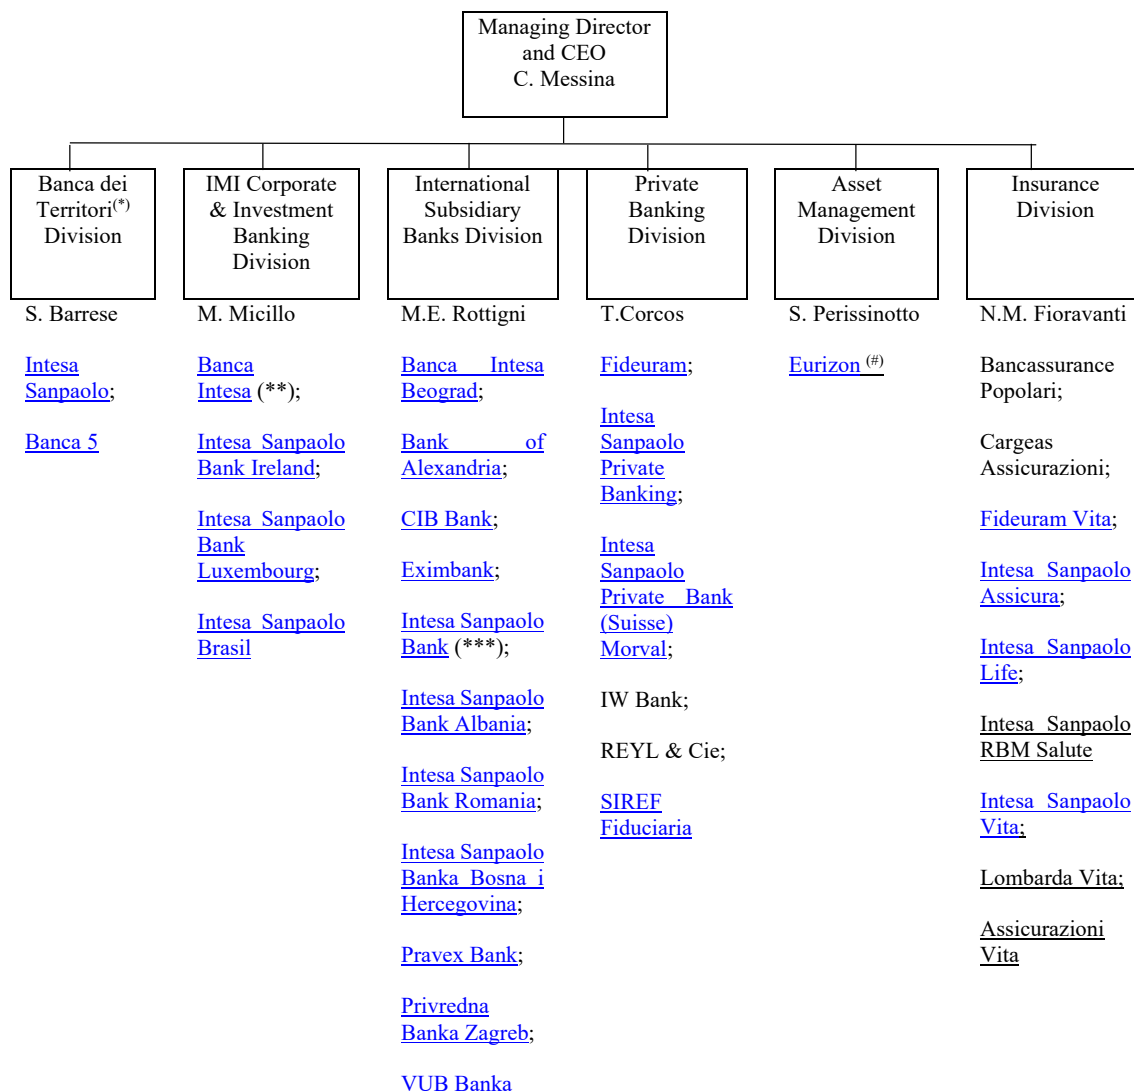 Managing Director
and CEO
C. Messina
Banca dei
Territori(*)
Division
IMI Corporate
& Investment
Banking
Division
International
Subsidiary
Banks Division
Private
Banking
Division
Asset
Management
Division
Insurance
Division
S. Barrese
Intesa
Sanpaolo;
Banca 5
M. Micillo
Banca
Intesa (**);
Intesa Sanpaolo
Bank Ireland;
Intesa Sanpaolo
Bank
Luxembourg;
Intesa Sanpaolo
Brasil
M.E. Rottigni
Banca Intesa
Beograd;
Bank of
Alexandria;
CIB Bank;
Eximbank;
Intesa Sanpaolo
Bank (***);
Intesa Sanpaolo
Bank Albania;
Intesa Sanpaolo
Bank Romania;
Intesa Sanpaolo
Banka Bosna i
Hercegovina;
Pravex Bank;
Privredna
Banka Zagreb;
VUB Banka
T.Corcos
Fideuram;
Intesa
Sanpaolo
Private
Banking;
Intesa
Sanpaolo
Private Bank
(Suisse)
Morval;
IW Bank;
REYL & Cie;
SIREF
Fiduciaria
S. Perissinotto
Eurizon (#)
N.M. Fioravanti
Bancassurance
Popolari;
Cargeas
Assicurazioni;
Fideuram Vita;
Intesa Sanpaolo
Assicura;
Intesa Sanpaolo
Life;
Intesa Sanpaolo
RBM Salute
Intesa Sanpaolo
Vita;
Lombarda Vita;
Assicurazioni
Vita